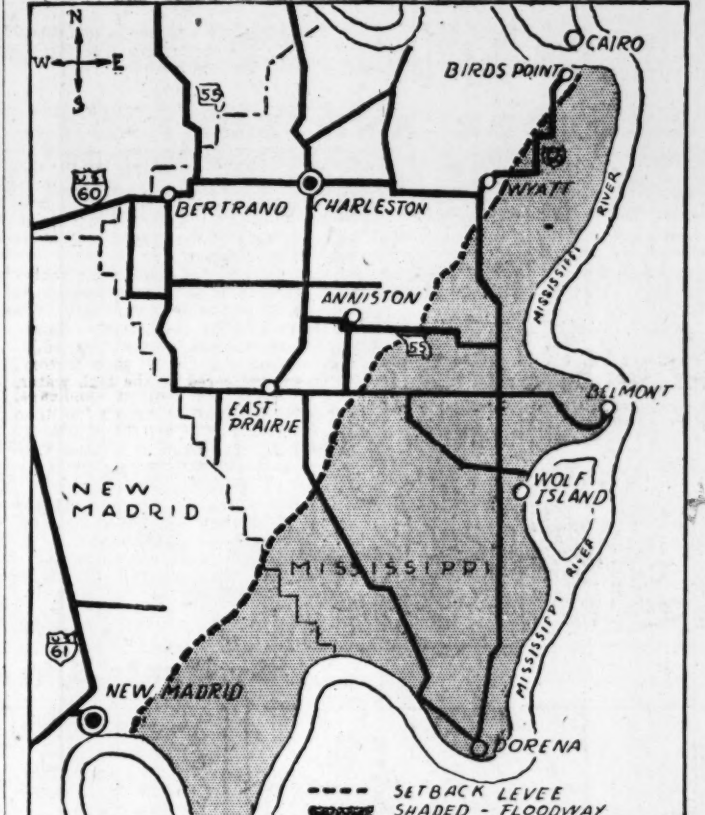 N
W E
S
CAIRO
BIRDS POINT
55
U S
60
WYATT
BERTRAND
CHARLESTON
MISSISSIPPI RIVER
ANNISTON
55
BELMONT
EAST
PRAIRIE
WOLF
ISLAND
NEW
MADRID
MISSISSIPPI
MISSISSIPPI RIVER
U S
61
NEW MADRID
DORENA
SETBACK LEVEE
SHADED - FLOODWAY